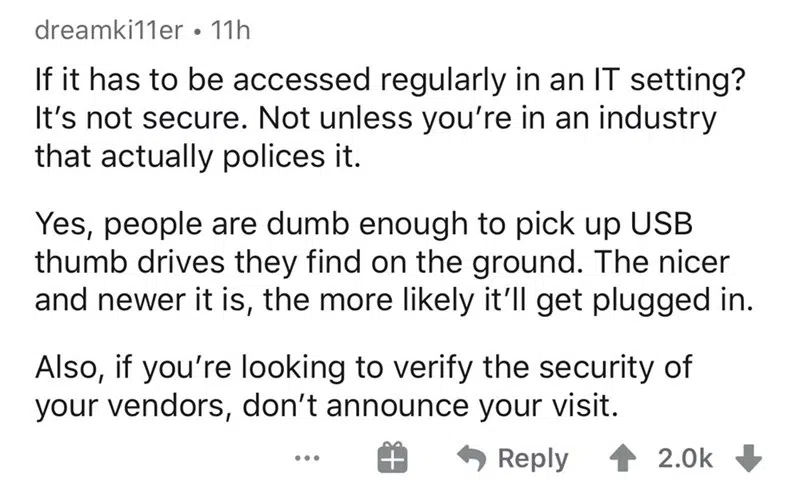 dreamki11er • 11h
If it has to be accessed regularly in an IT setting?
It's not secure. Not unless you're in an industry
that actually polices it.
Yes, people are dumb enough to pick up USB
thumb drives they find on the ground. The nicer
and newer it is, the more likely it'll get plugged in.
Also, if you're looking to verify the security of
your vendors, don't announce your visit.
... Reply 2.0k